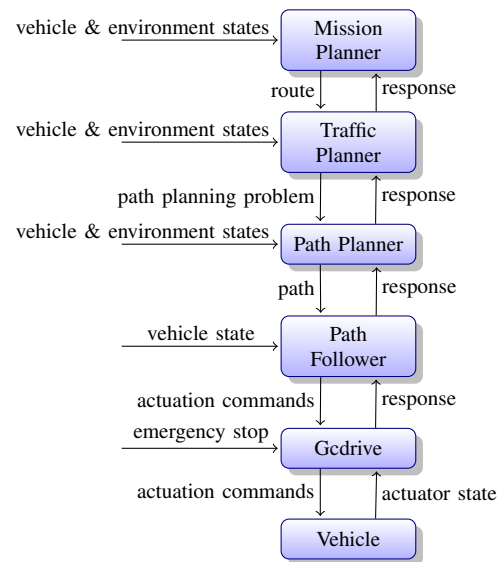 vehicle & environment states
Mission
Planner
route
response
vehicle & environment states
Traffic
Planner
path planning problem
response
vehicle & environment states
Path Planner
path
response
vehicle state
Path
Follower
actuation commands
response
emergency stop
Gcdrive
actuation commands
actuator state
Vehicle